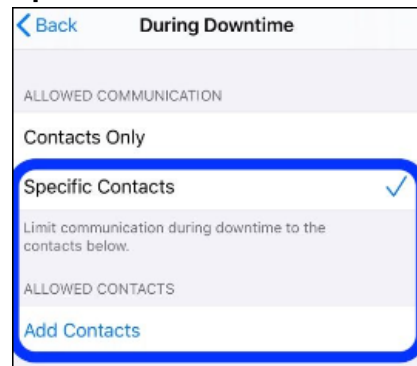 Back During Downtime
ALLOWED COMMUNICATION
Contacts Only
Specific Contacts
Limit communication during downtime to the
contacts below.
ALLOWED CONTACTS
Add Contacts